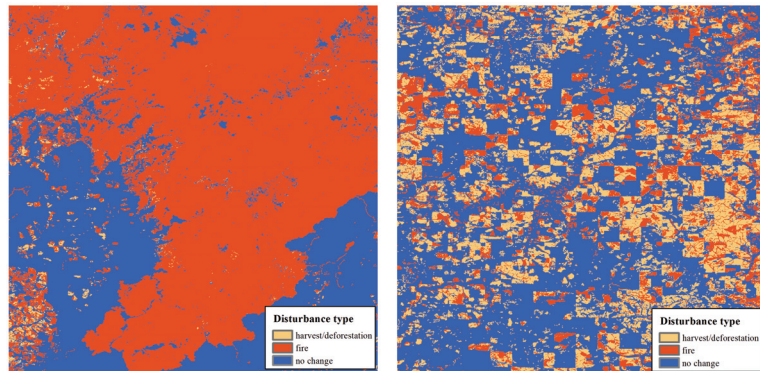 Disturbance type
harvest/deforestation
fire
no change
Disturbance type
harvest/deforestation
fire
no change